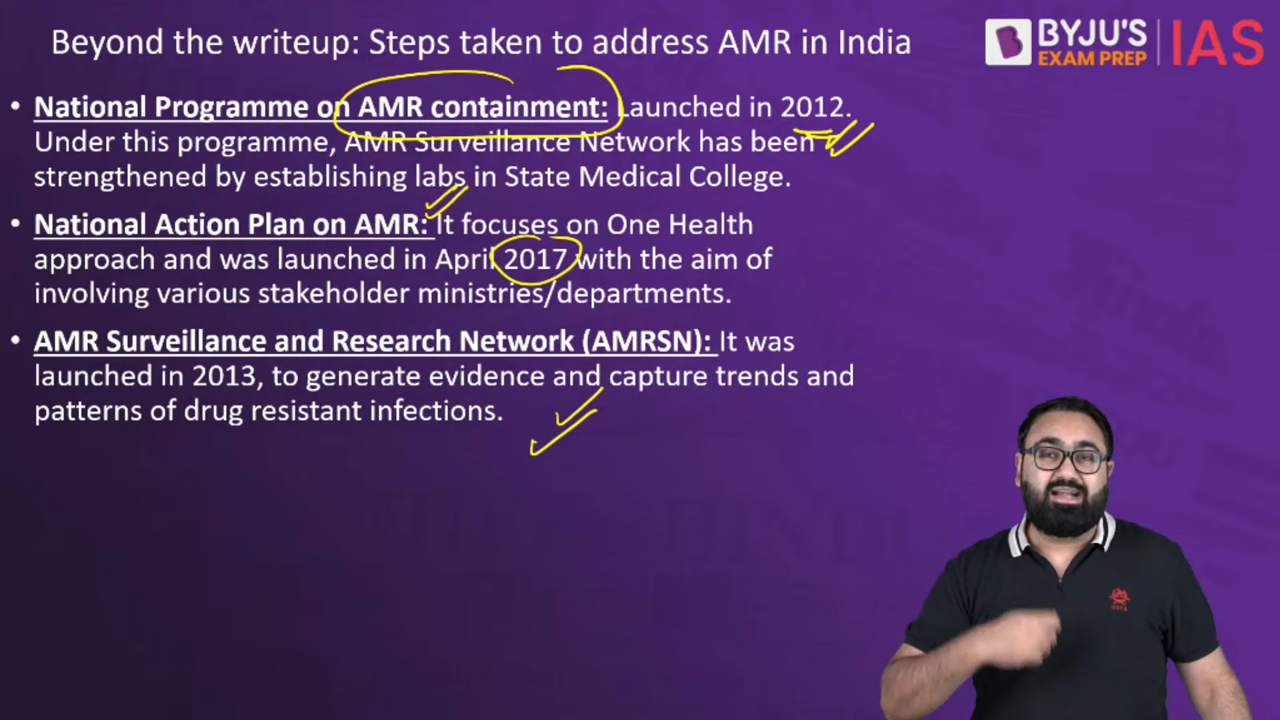 Beyond the writeup: Steps taken to address AMR in India
BYJU'S
EXAM PREP
IAS
• National Programme on AMR containment: Launched in 2012.
Under this programme, AMR Surveillance Network has been
strengthened by establishing labs in State Medical College.
• National Action Plan on AMR: It focuses on One Health
approach and was launched in April 2017 with the aim of
involving various stakeholder ministries/departments.
• AMR Surveillance and Research Network (AMRSN): It was
launched in 2013, to generate evidence and capture trends and
patterns of drug resistant infections.